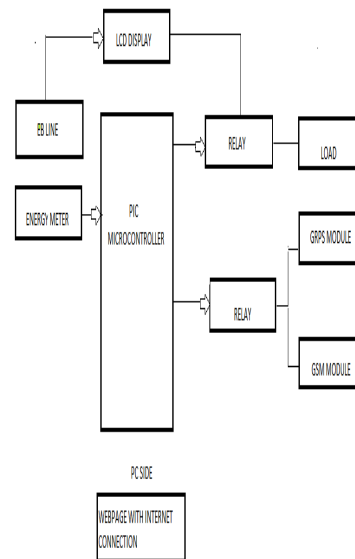 LCD DISPLAY
EB LINE
RELAY
LOAD
ENERGY METER
PIC
MICROCONTROLLER
GRPS MODULE
RELAY
GSM MODULE
PC SIDE
WEBPAGE WITH INTERNET
CONNECTION